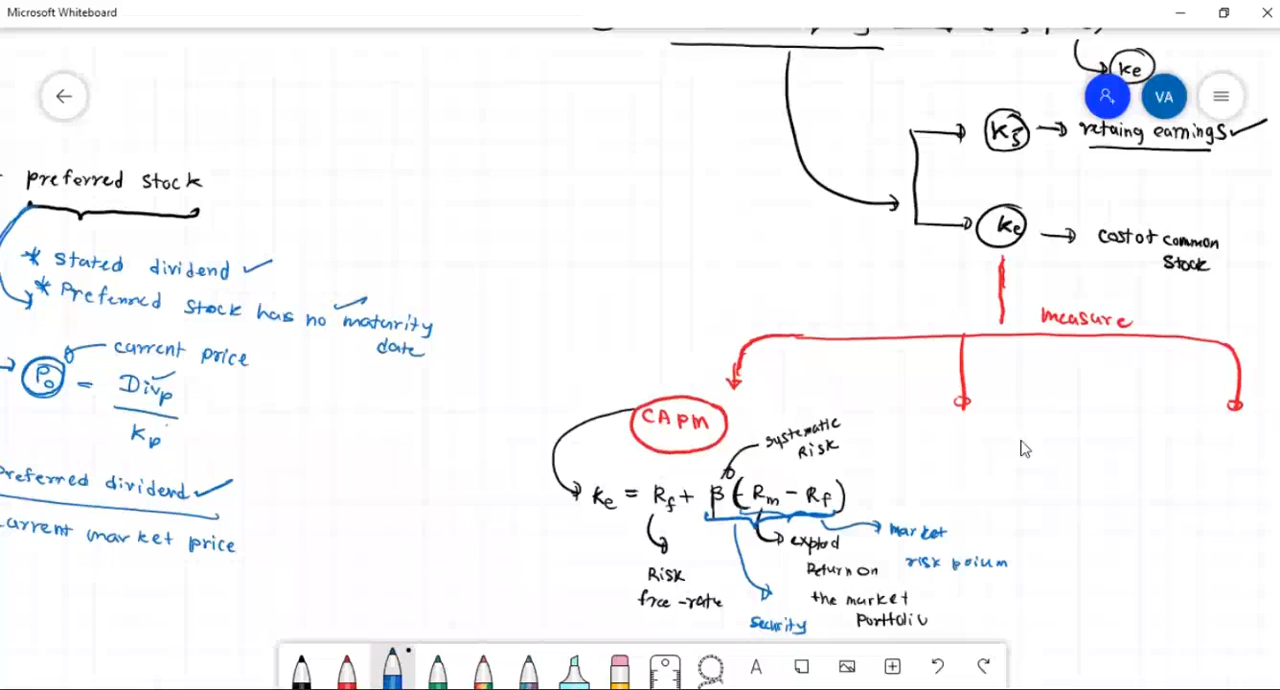 Microsoft Whiteboard
ke
VA
Ks → retaing earnings ✓
preferred stock
ke → cost of common
stock
* stated dividend ✓
* Preferred stock has no maturity
date
measure
current price
P₀ = Divp
Kp
CAPM
systematic
Risk
Preferred dividend ✓
current market price
ke = Rf + β (Rm − Rf)
market
risk poium
Risk
free-rate
Return on
the market
security
A